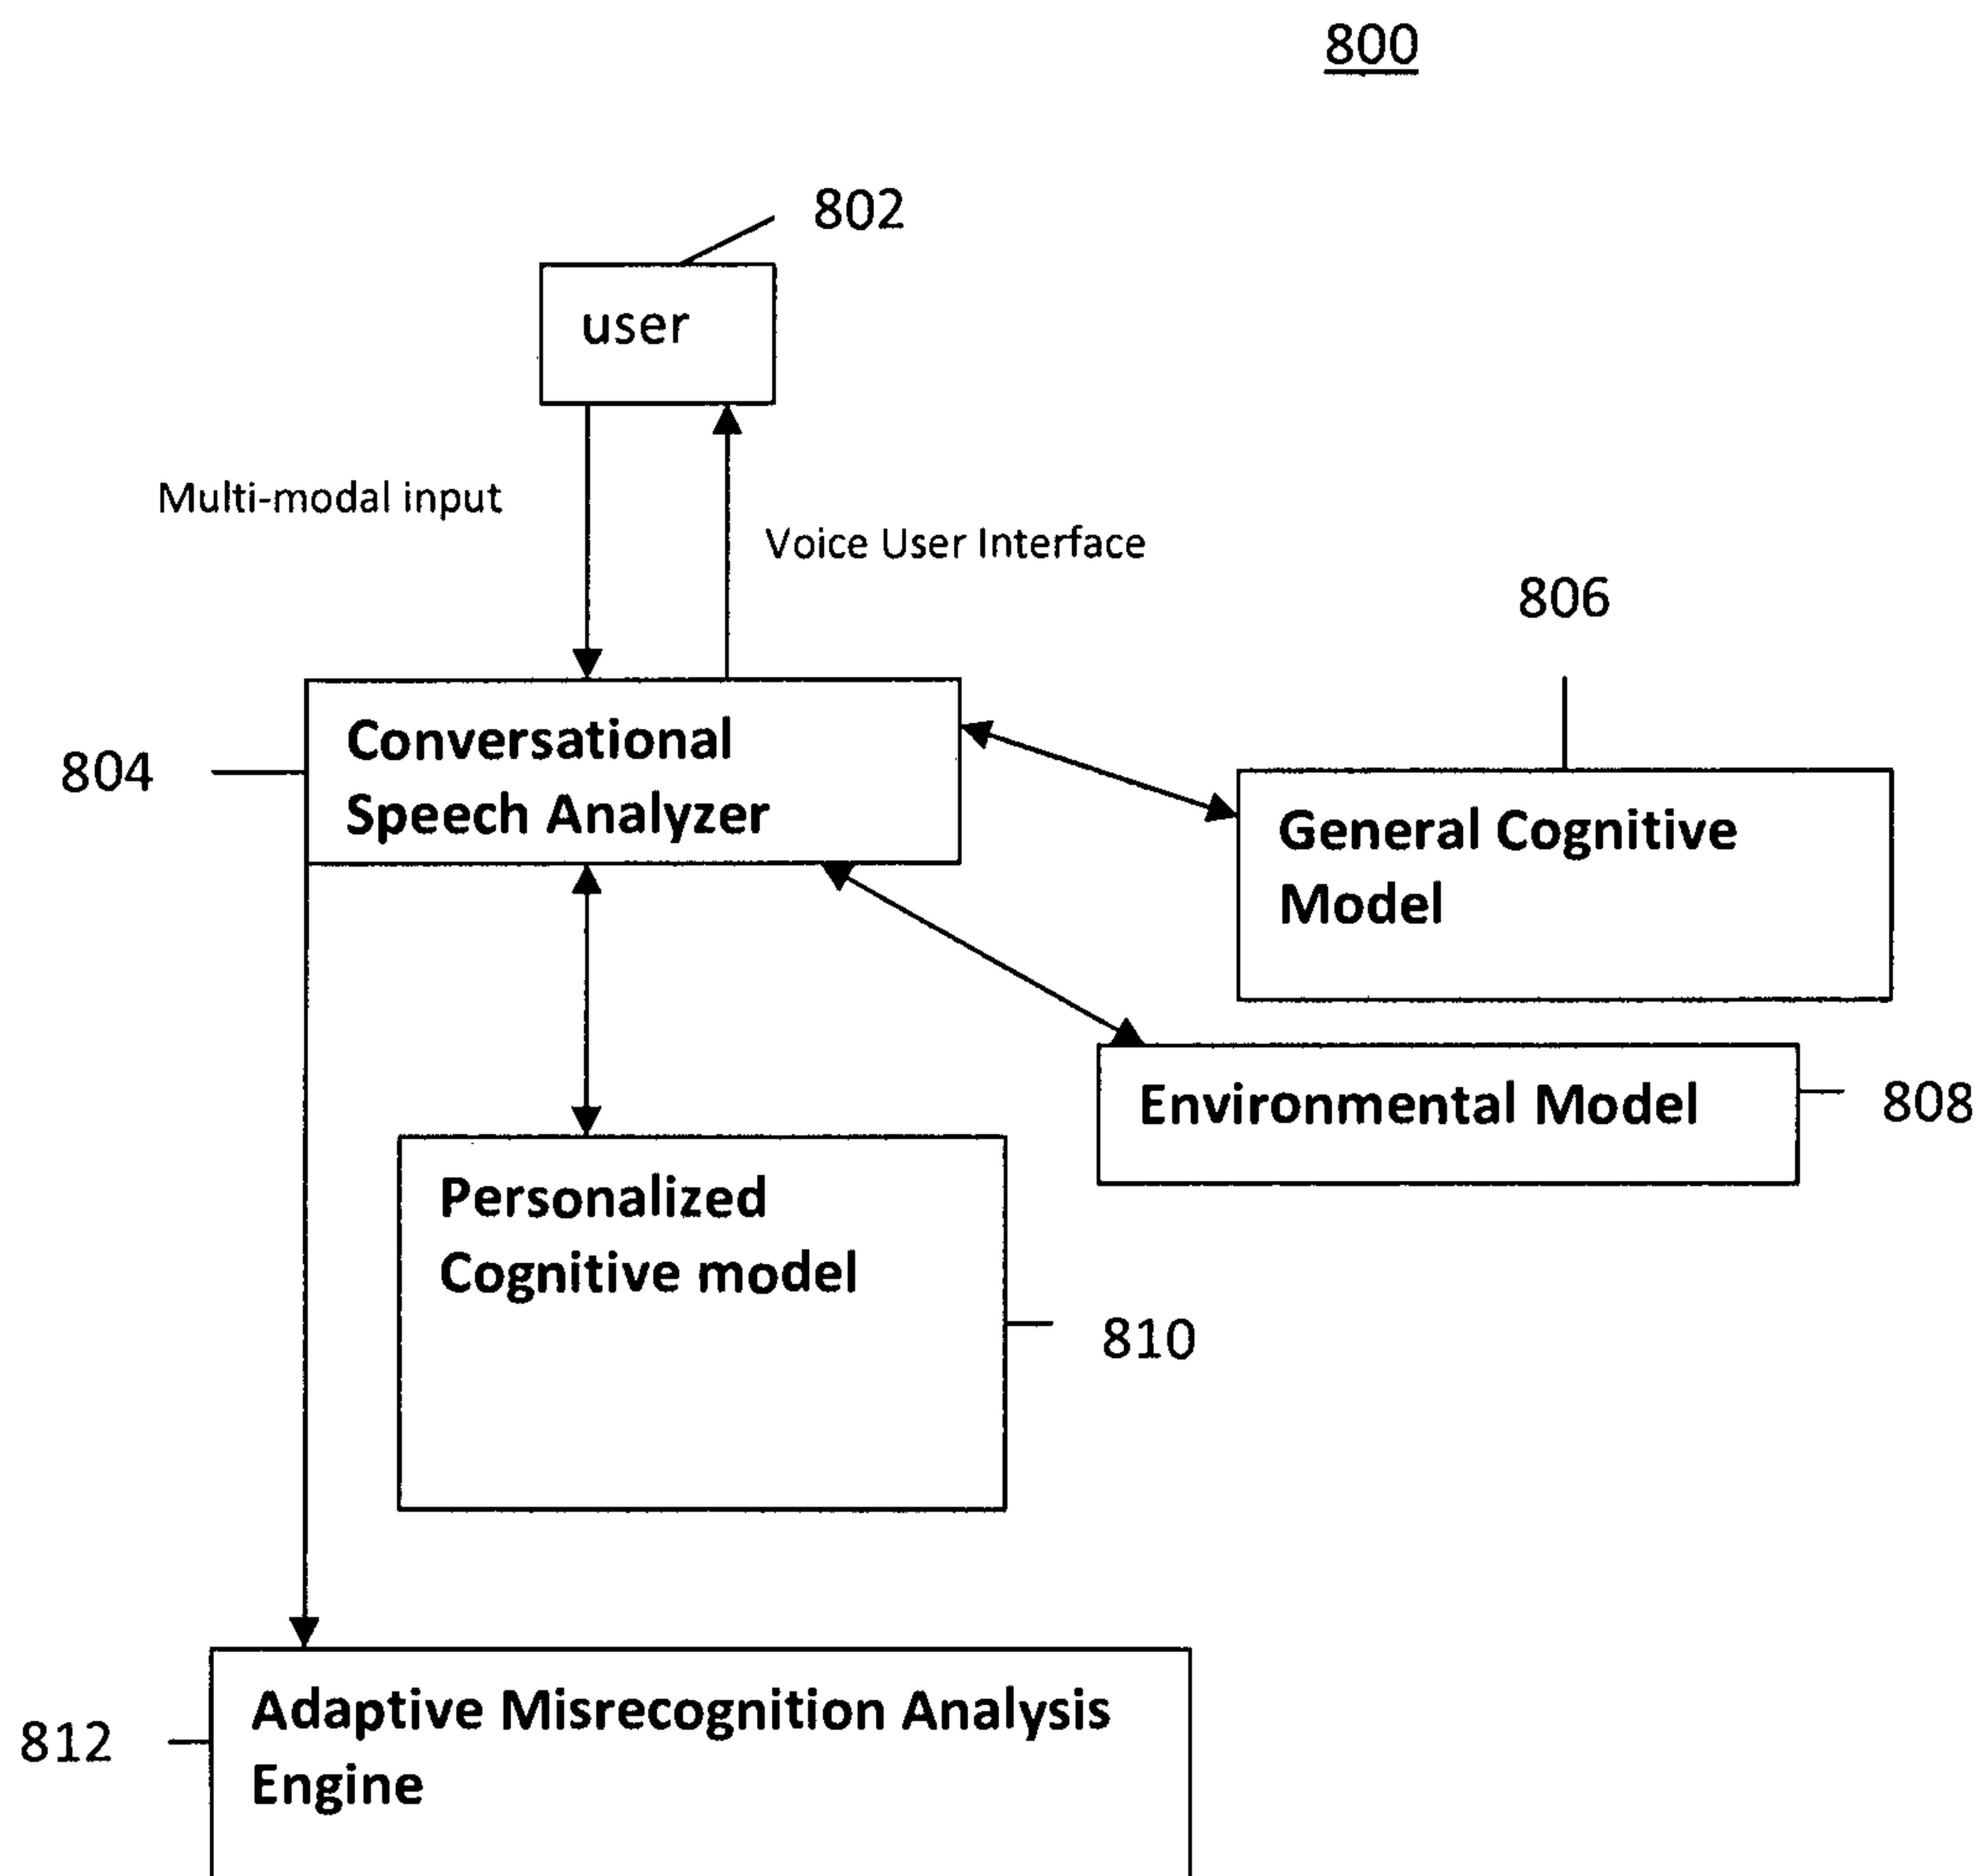 800
802
user
Multi-modal input
Voice User Interface
806
804
Conversational
Speech Analyzer
General Cognitive
Model
Environmental Model
808
Personalized
Cognitive model
810
812
Adaptive Misrecognition Analysis
Engine